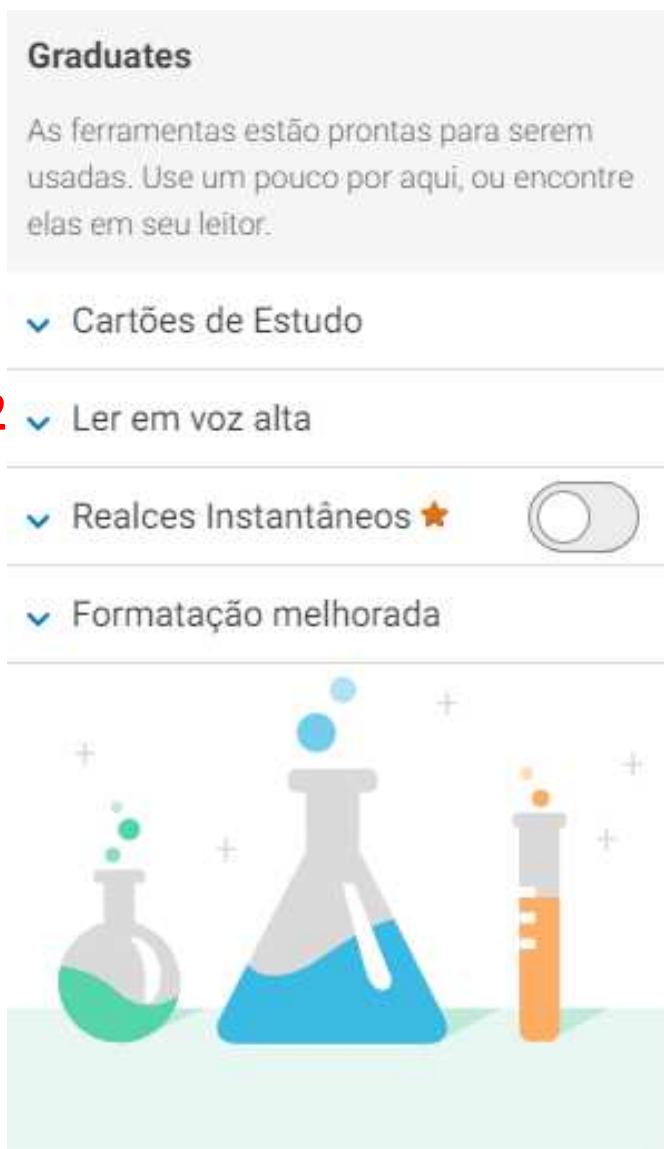 Graduates
As ferramentas estão prontas para serem
usadas. Use um pouco por aqui, ou encontre
elas em seu leitor.
Cartões de Estudo
Ler em voz alta
Realces Instantâneos
Formatação melhorada